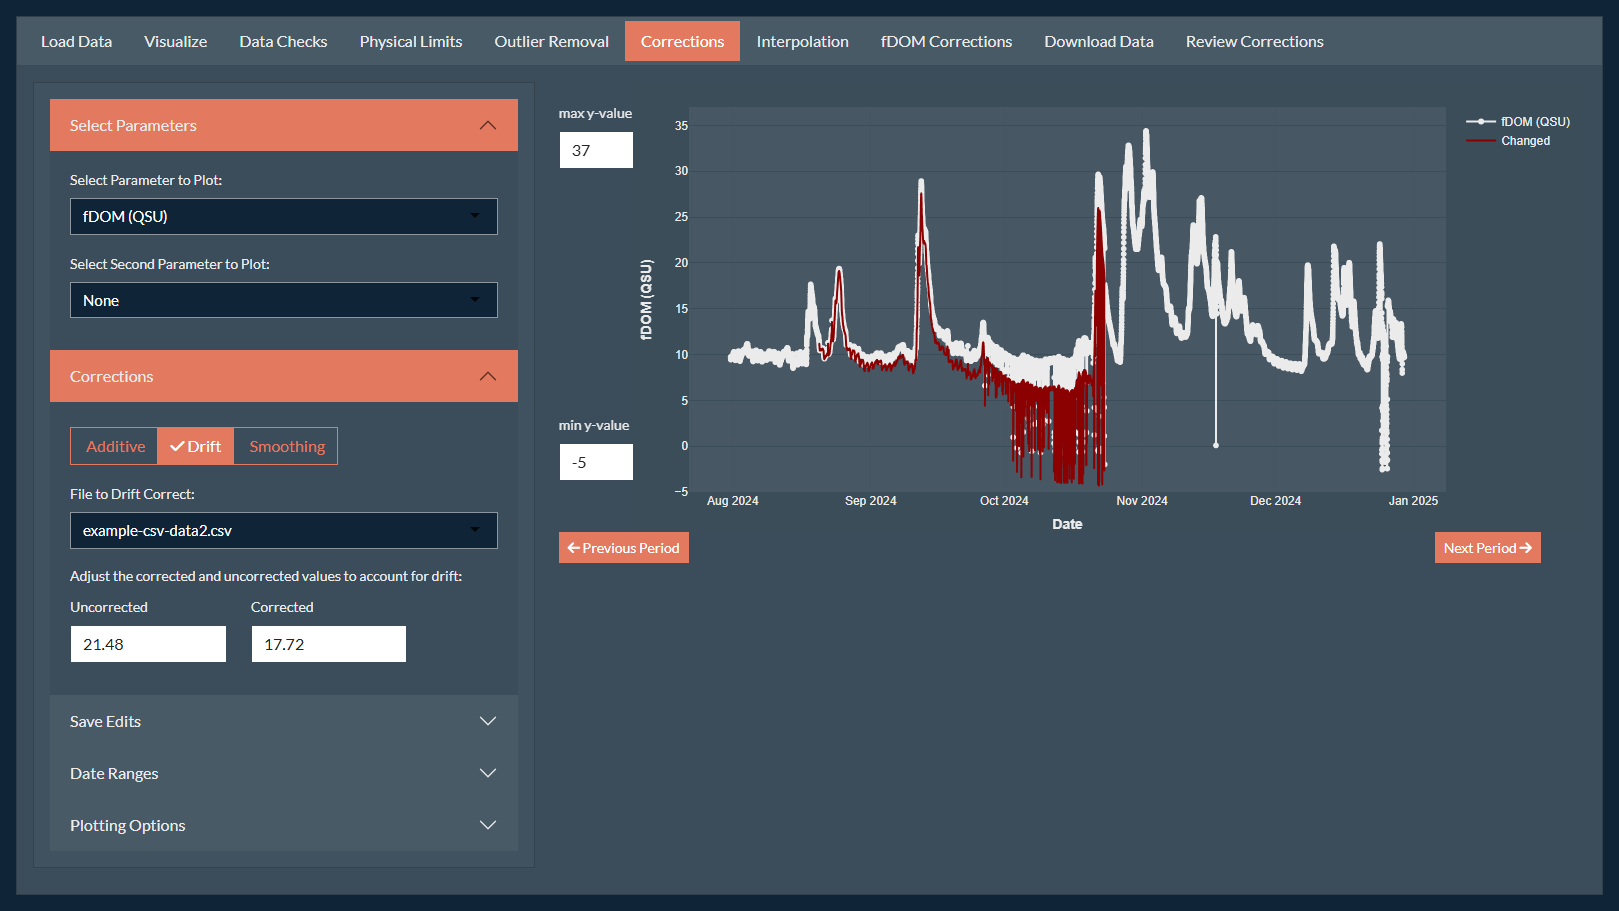 Load Data Visualize Data Checks Physical Limits Outlier Removal Corrections Interpolation fDOM Corrections Download Data Review Corrections
Select Parameters
Select Parameter to Plot:
fDOM (QSU)
Select Second Parameter to Plot:
None
Corrections
Additive Drift Smoothing
File to Drift Correct:
example-csv-data2.csv
Adjust the corrected and uncorrected values to account for drift:
Uncorrected Corrected
21.48 17.72
Save Edits
Date Ranges
Plotting Options
max y-value
37
min y-value
-5
fDOM (QSU)
35
30
25
20
15
10
5
0
−5
Aug 2024 Sep 2024 Oct 2024 Nov 2024 Dec 2024 Jan 2025
Date
fDOM (QSU)
Changed
Previous Period Next Period